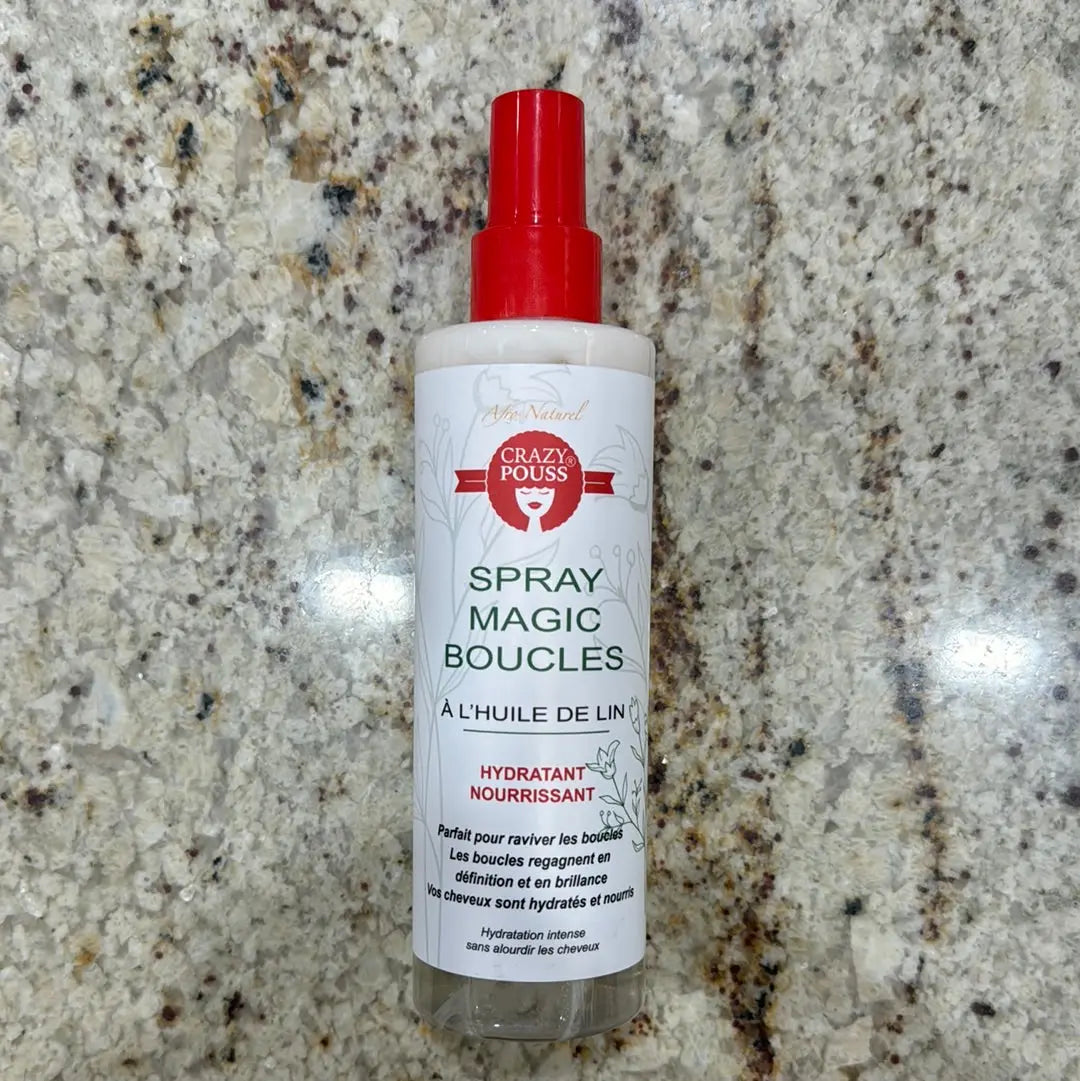 Afro Naturel
CRAZY®
POUSS
SPRAY
MAGIC
BOUCLES
À L'HUILE DE LIN
HYDRATANT
NOURRISSANT
Parfait pour raviver les boucles
Les boucles regagnent en
définition et en brillance
Vos cheveux sont hydratés et nourris
Hydratation intense
sans alourdir les cheveux